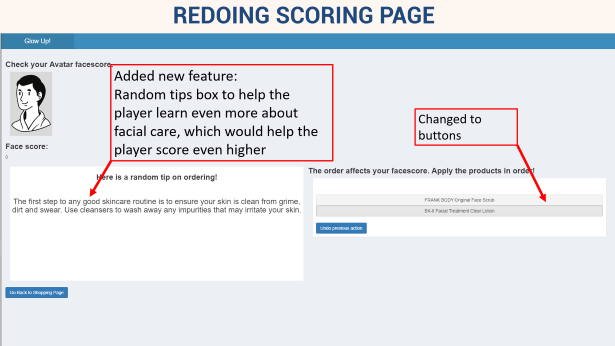 REDOING SCORING PAGE
Glow Up!
Check your Avatar facescore.
Added new feature:
Random tips box to help the
player learn even more about
facial care, which would help the
player score even higher
Changed to
buttons
Face score:
0
Here is a random tip on ordering!
The first step to any good skincare routine is to ensure your skin is clean from grime,
dirt and swear. Use cleansers to wash away any impurities that may irritate your skin.
The order affects your facescore. Apply the products in order!
FRANK BODY Original Face Scrub
SK-II Facial Treatment Clear Lotion
Undo previous action
Go Back to Shopping Page